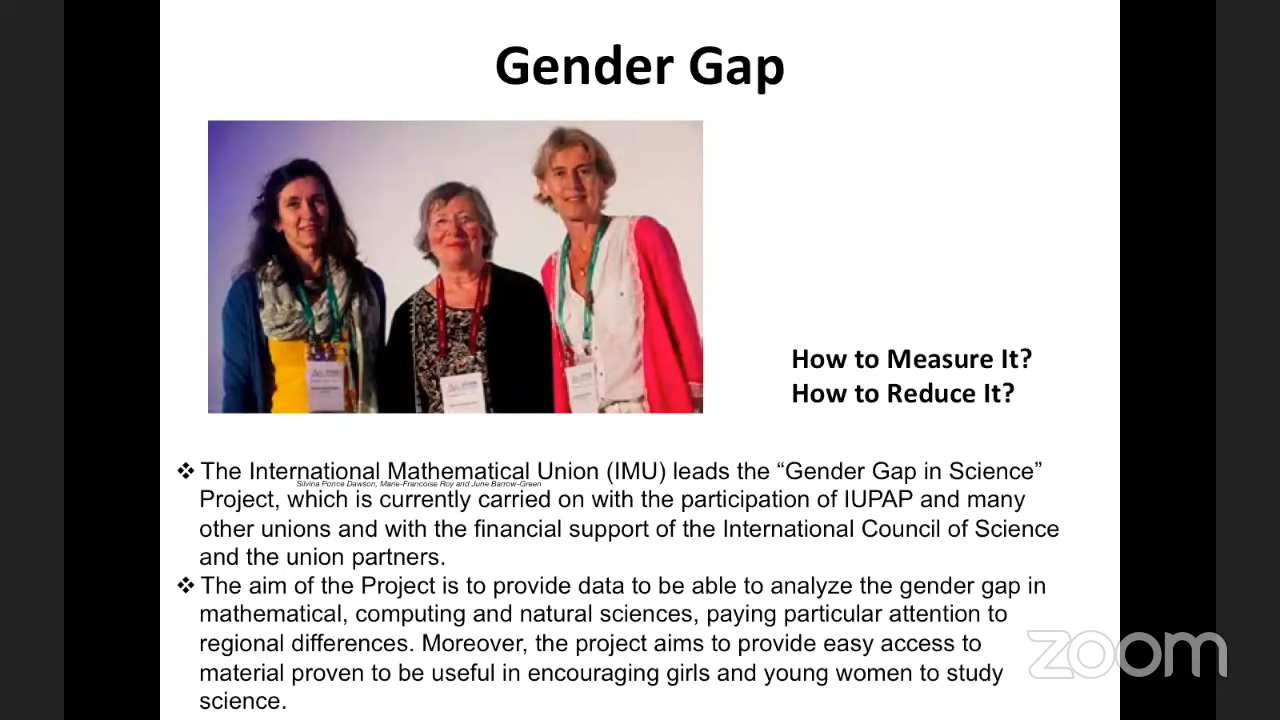 Gender Gap
How to Measure It?
How to Reduce It?
❖ The International Mathematical Union (IMU) leads the “Gender Gap in Science”
Silvina Ponce Dawson, Marie-Francoise Roy and June Barrow-Green
Project, which is currently carried on with the participation of IUPAP and many
other unions and with the financial support of the International Council of Science
and the union partners.
❖ The aim of the Project is to provide data to be able to analyze the gender gap in
mathematical, computing and natural sciences, paying particular attention to
regional differences. Moreover, the project aims to provide easy access to
material proven to be useful in encouraging girls and young women to study
science.
zoom